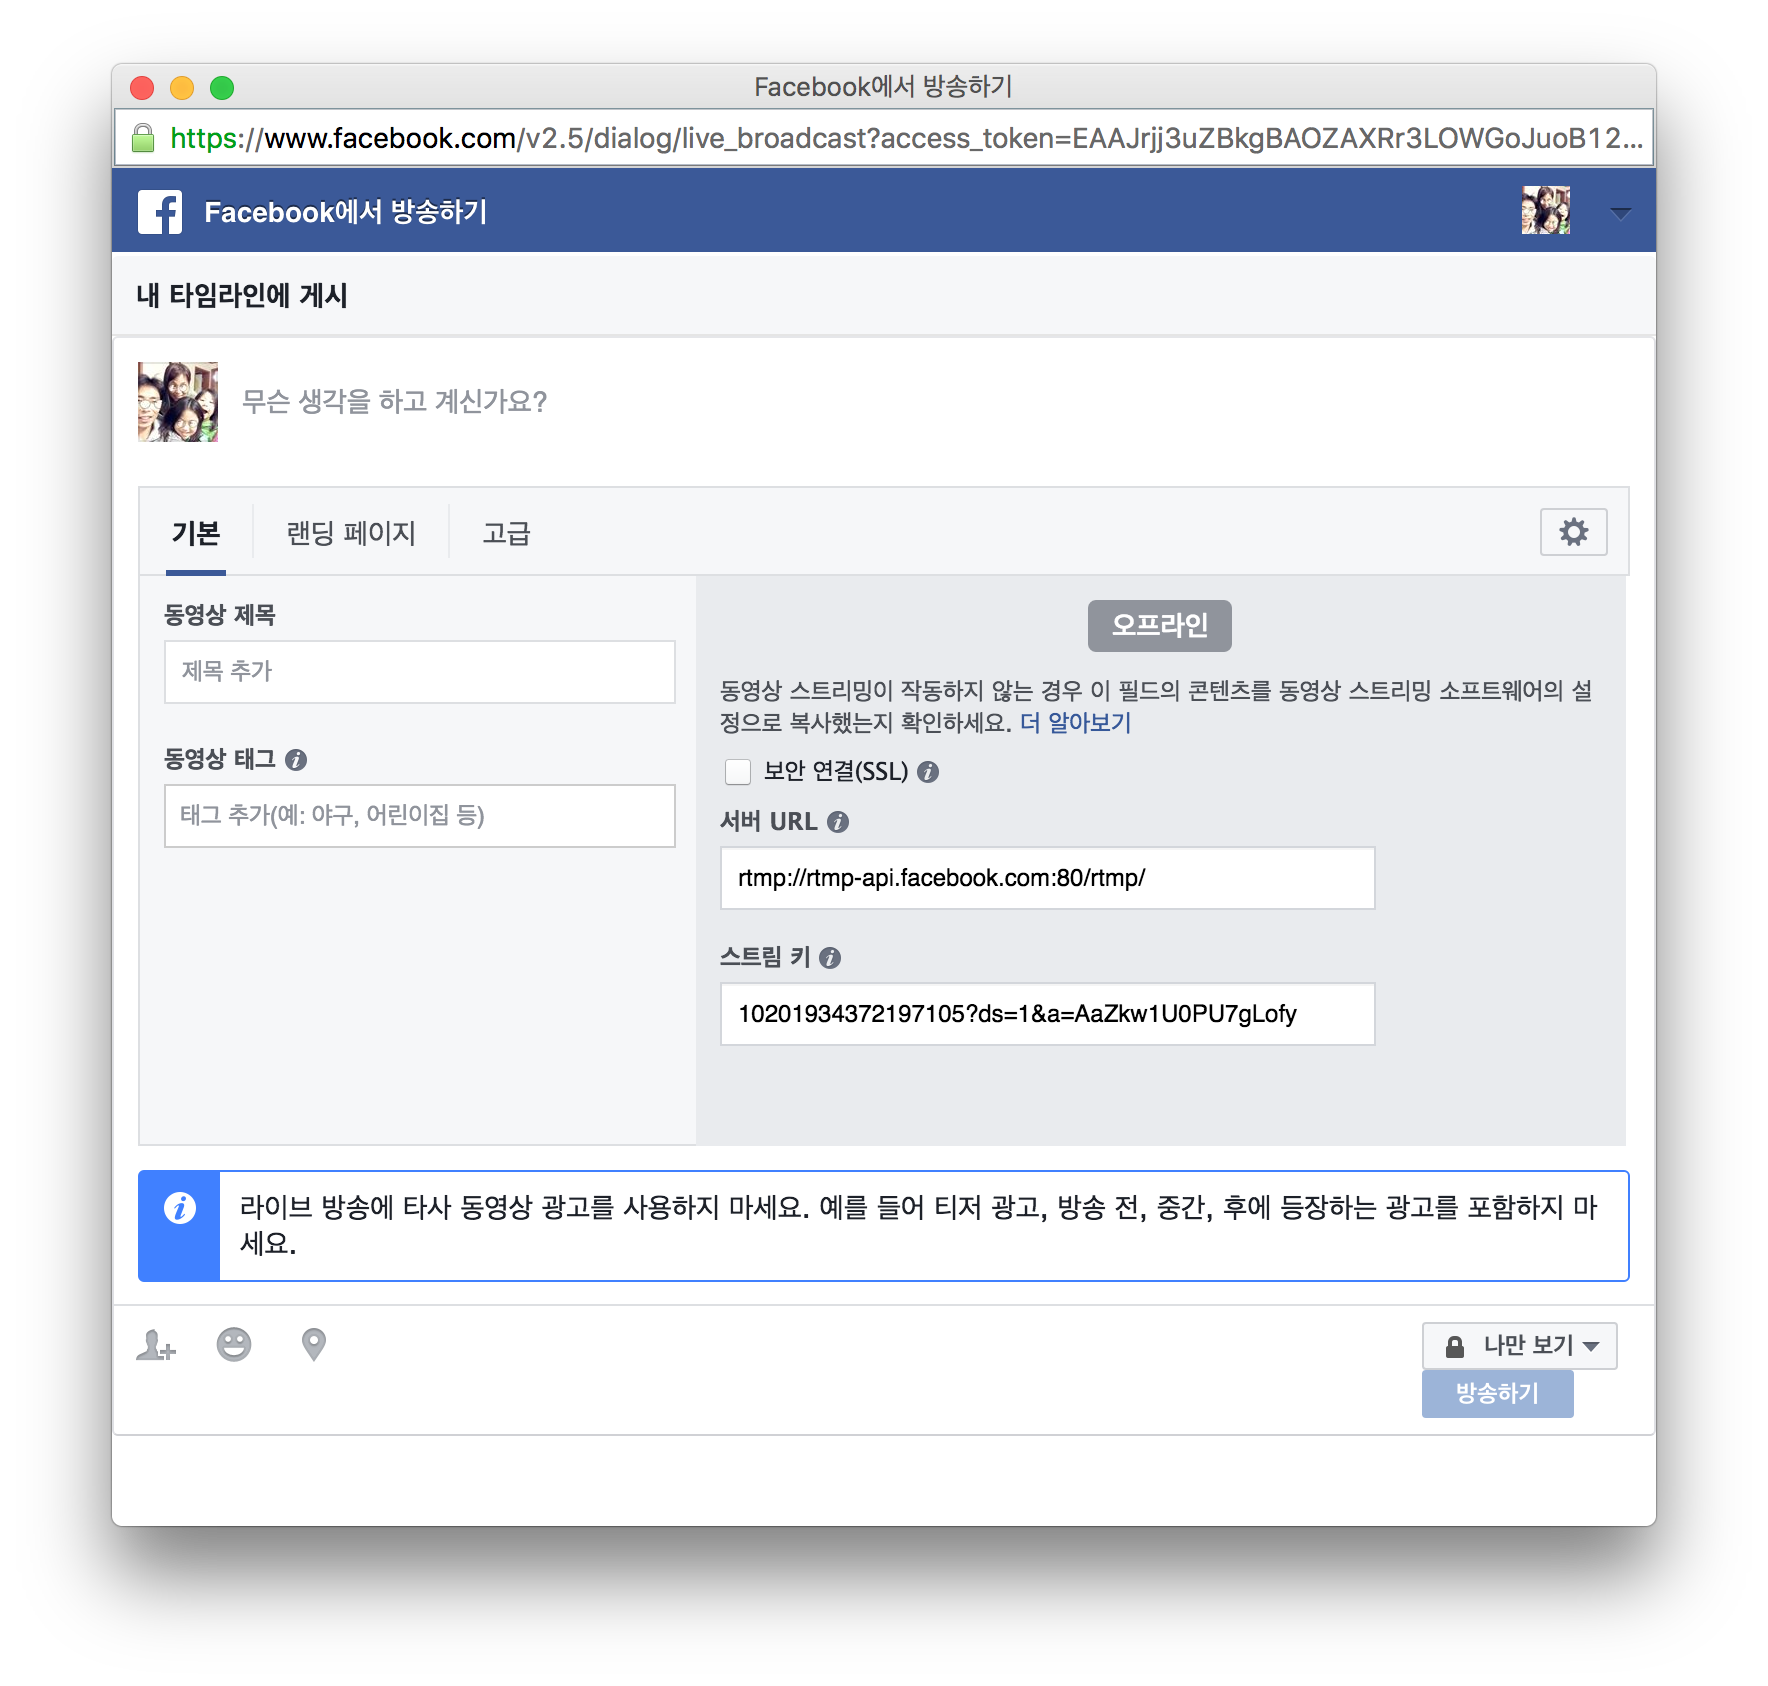 Facebook에서 방송하기
https://www.facebook.com/v2.5/dialog/live_broadcast?access_token=EAAJrjj3uZBkgBAOZAXRr3LOWGoJuoB12...
Facebook에서 방송하기
내 타임라인에 게시
무슨 생각을 하고 계신가요?
기본 랜딩 페이지 고급
동영상 제목
제목 추가
동영상 태그
태그 추가(예: 야구, 어린이집 등)
오프라인
동영상 스트리밍이 작동하지 않는 경우 이 필드의 콘텐츠를 동영상 스트리밍 소프트웨어의 설
정으로 복사했는지 확인하세요. 더 알아보기
보안 연결(SSL)
서버 URL
rtmp://rtmp-api.facebook.com:80/rtmp/
스트림 키
10201934372197105?ds=1&a=AaZkw1U0PU7gLofy
라이브 방송에 타사 동영상 광고를 사용하지 마세요. 예를 들어 티저 광고, 방송 전, 중간, 후에 등장하는 광고를 포함하지 마
세요.
나만 보기
방송하기